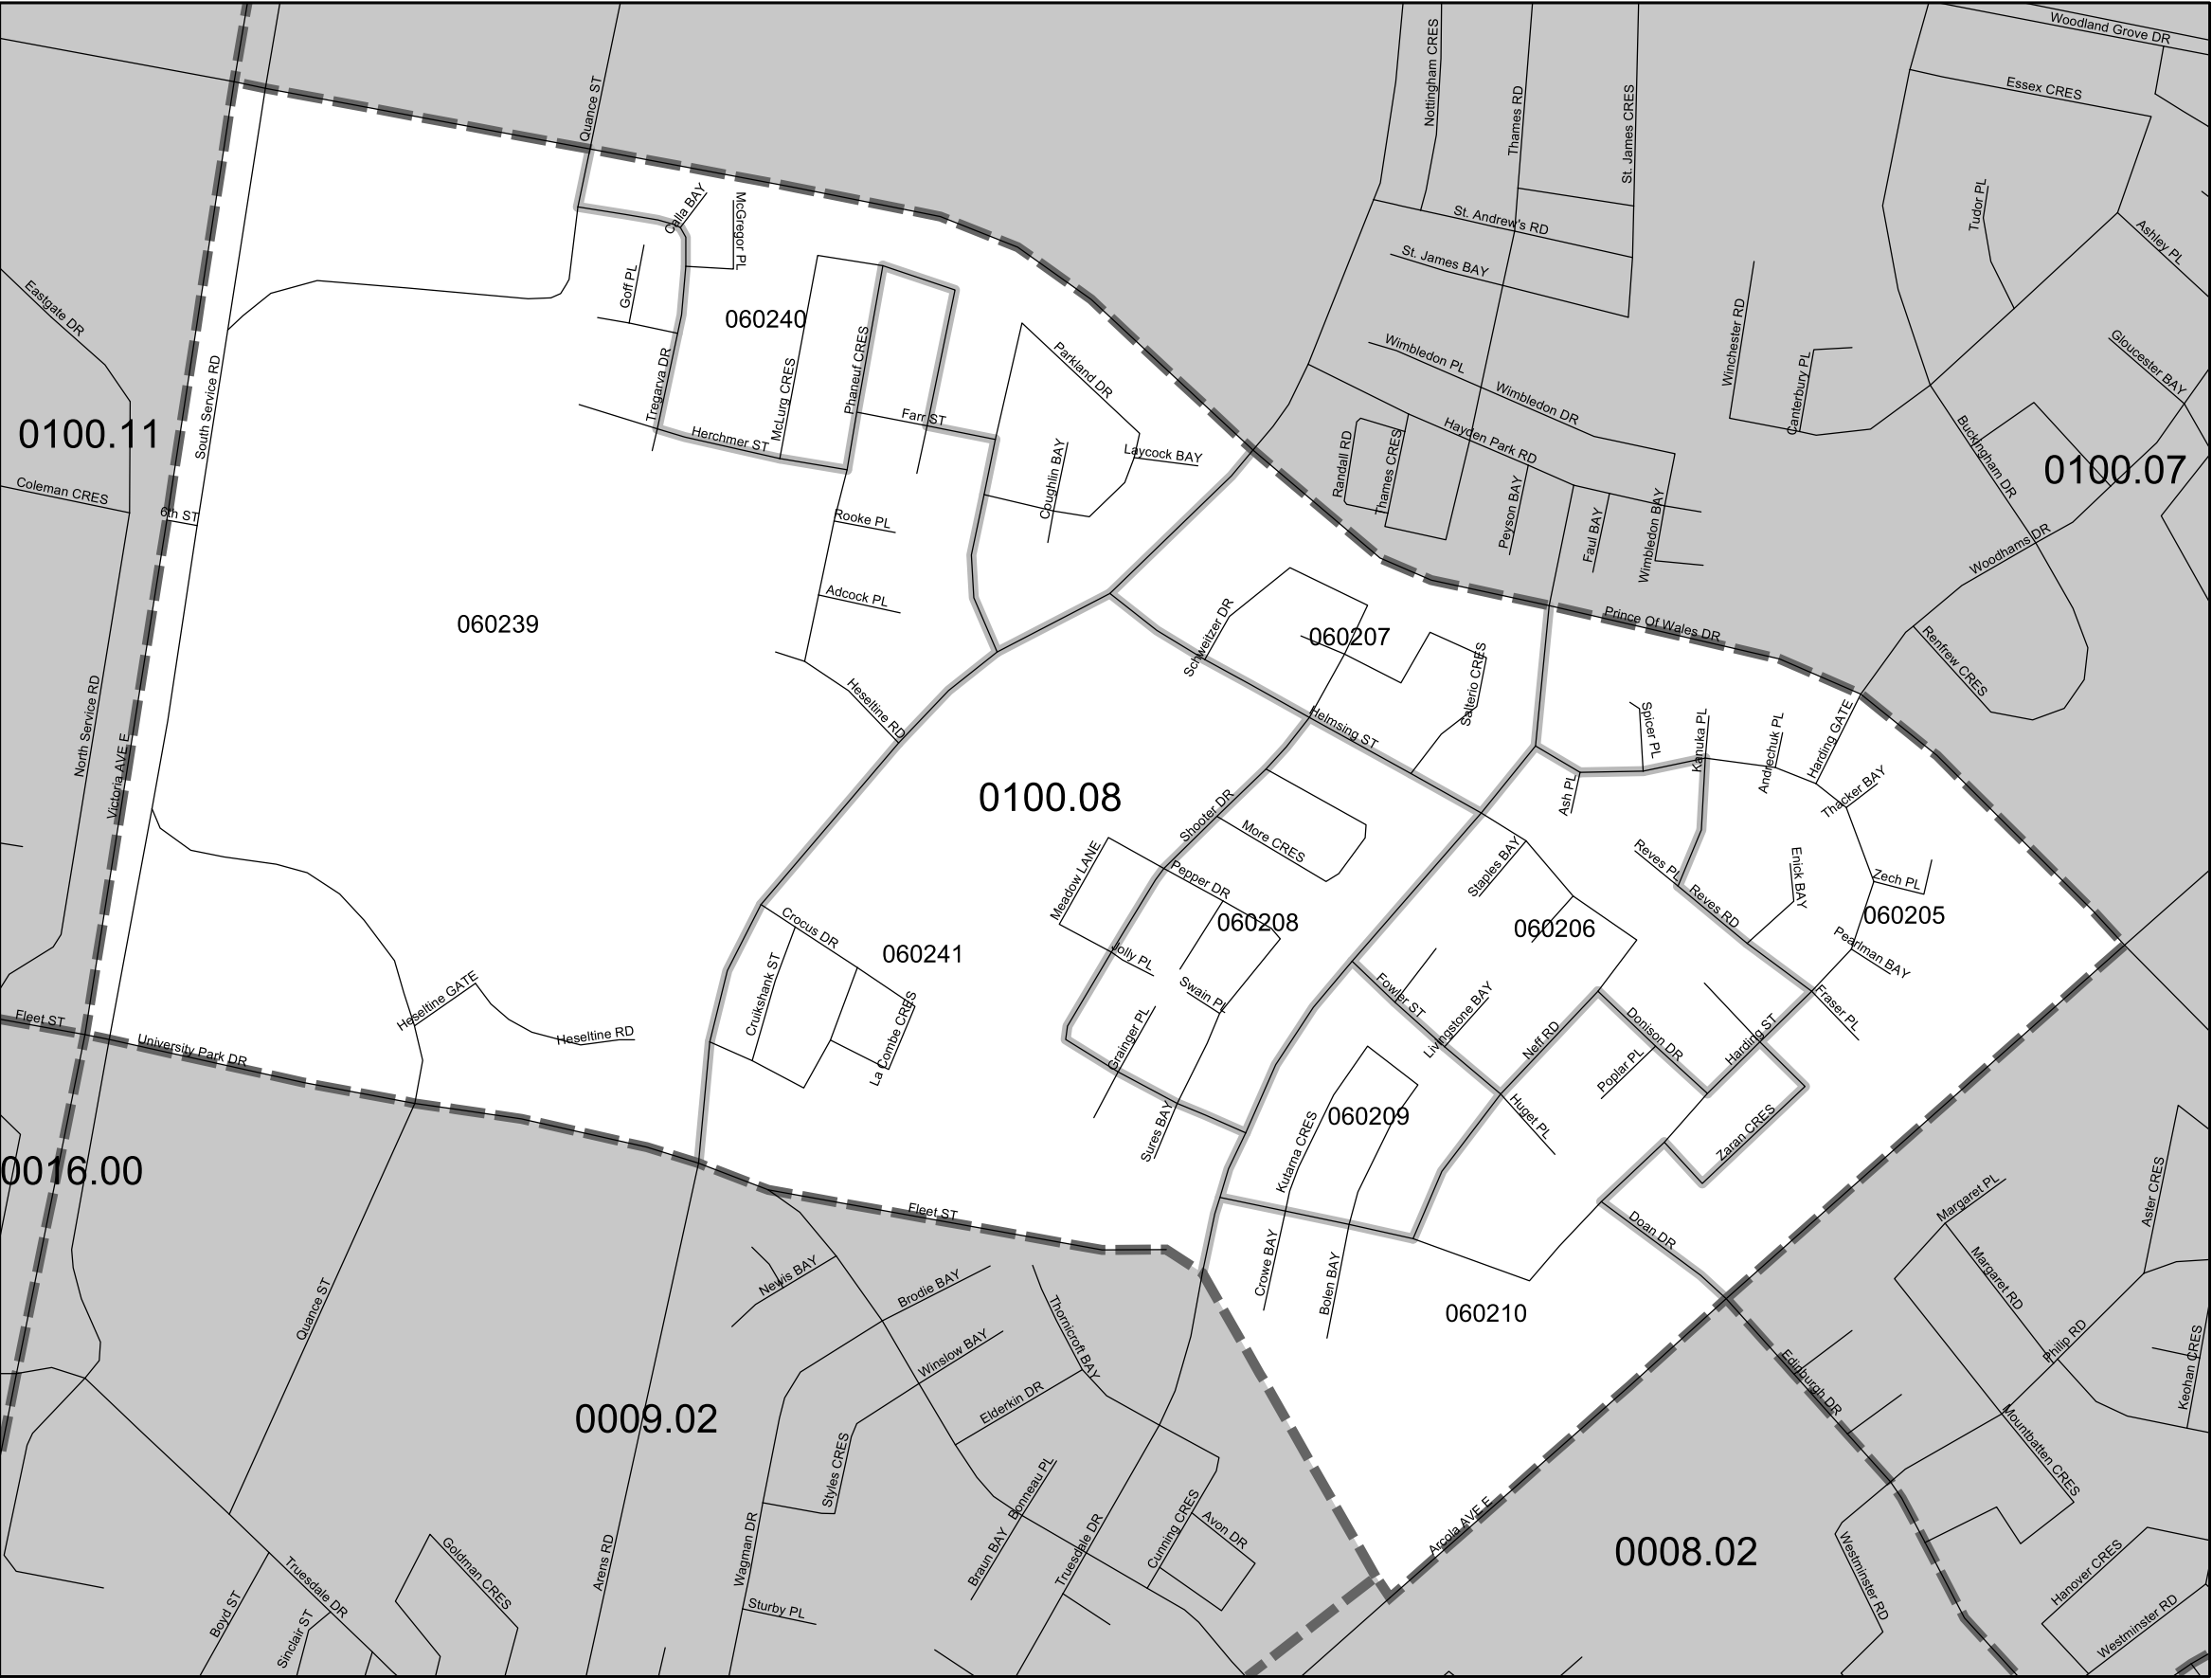 Woodland Grove DR
Essex CRES
Nottingham CRES
Quance ST
Thames RD
St. James CRES
Tudor PL
Calla BAY
McGregor PL
St. Andrew's RD
Ashley PL
St. James BAY
Goff PL
Eastgate DR
060240
Winchester RD
Gloucester BAY
Wimbledon PL
Parkland DR
Phaneuf CRES
Canterbury PL
South Service RD
Tregarva DR
McLurg CRES
Wimbledon DR
Farr ST
0100.11
Herchmer ST
Hayden Park RD
Buckingham DR
Laycock BAY
Randall RD
Thames CRES
0100.07
Coughlin BAY
Coleman CRES
6th ST
Rooke PL
Peyson BAY
Faul BAY
Wimbledon BAY
Woodhams DR
Adcock PL
060239
Prince Of Wales DR
Schweitzer DR
060207
Renfrew CRES
Salterio CRES
Heseltine RD
North Service RD
Helmsing ST
Spicer PL
Kanuka PL
Andrechuk PL
Harding GATE
Victoria AVE E
0100.08
Ash PL
Thacker BAY
Shooter DR
More CRES
Meadow LANE
Pepper DR
Staples BAY
Reves PL
Enick BAY
Zech PL
Reves RD
060205
Crocus DR
060208
060206
060241
Jolly PL
Pearlman BAY
Cruikshank ST
Swain PL
Fowler ST
Heseltine GATE
La Combe CRES
Livingstone BAY
Fraser PL
Fleet ST
Heseltine RD
Grainger PL
Neff RD
Donison DR
Harding ST
University Park DR
Poplar PL
060209
Huget PL
Sures BAY
Kutarna CRES
Zaran CRES
0016.00
Margaret PL
Aster CRES
Fleet ST
Doan DR
Newis BAY
Crowe BAY
Bolen BAY
Brodie BAY
Margaret RD
Quance ST
Thornicroft BAY
060210
Winslow BAY
Philip RD
Keohan CRES
Edinburgh DR
Elderkin DR
0009.02
Mountbatten CRES
Styles CRES
Bonneau PL
Avon DR
Cunning CRES
Arcola AVE E
0008.02
Wagman DR
Goldman CRES
Arens RD
Braun BAY
Truesdale DR
Westminster RD
Hanover CRES
Truesdale DR
Boyd ST
Sinclair ST
Sturby PL
Westminster RD